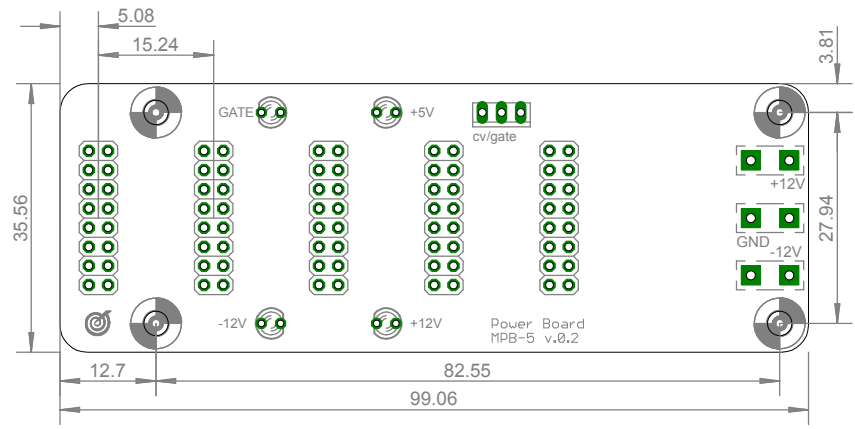 5.08
15.24
3.81
GATE
+5V
cv/gate
35.56
+12V
27.94
GND
-12V
-12V
+12V
Power Board
MPB-5 v.0.2
12.7
82.55
99.06